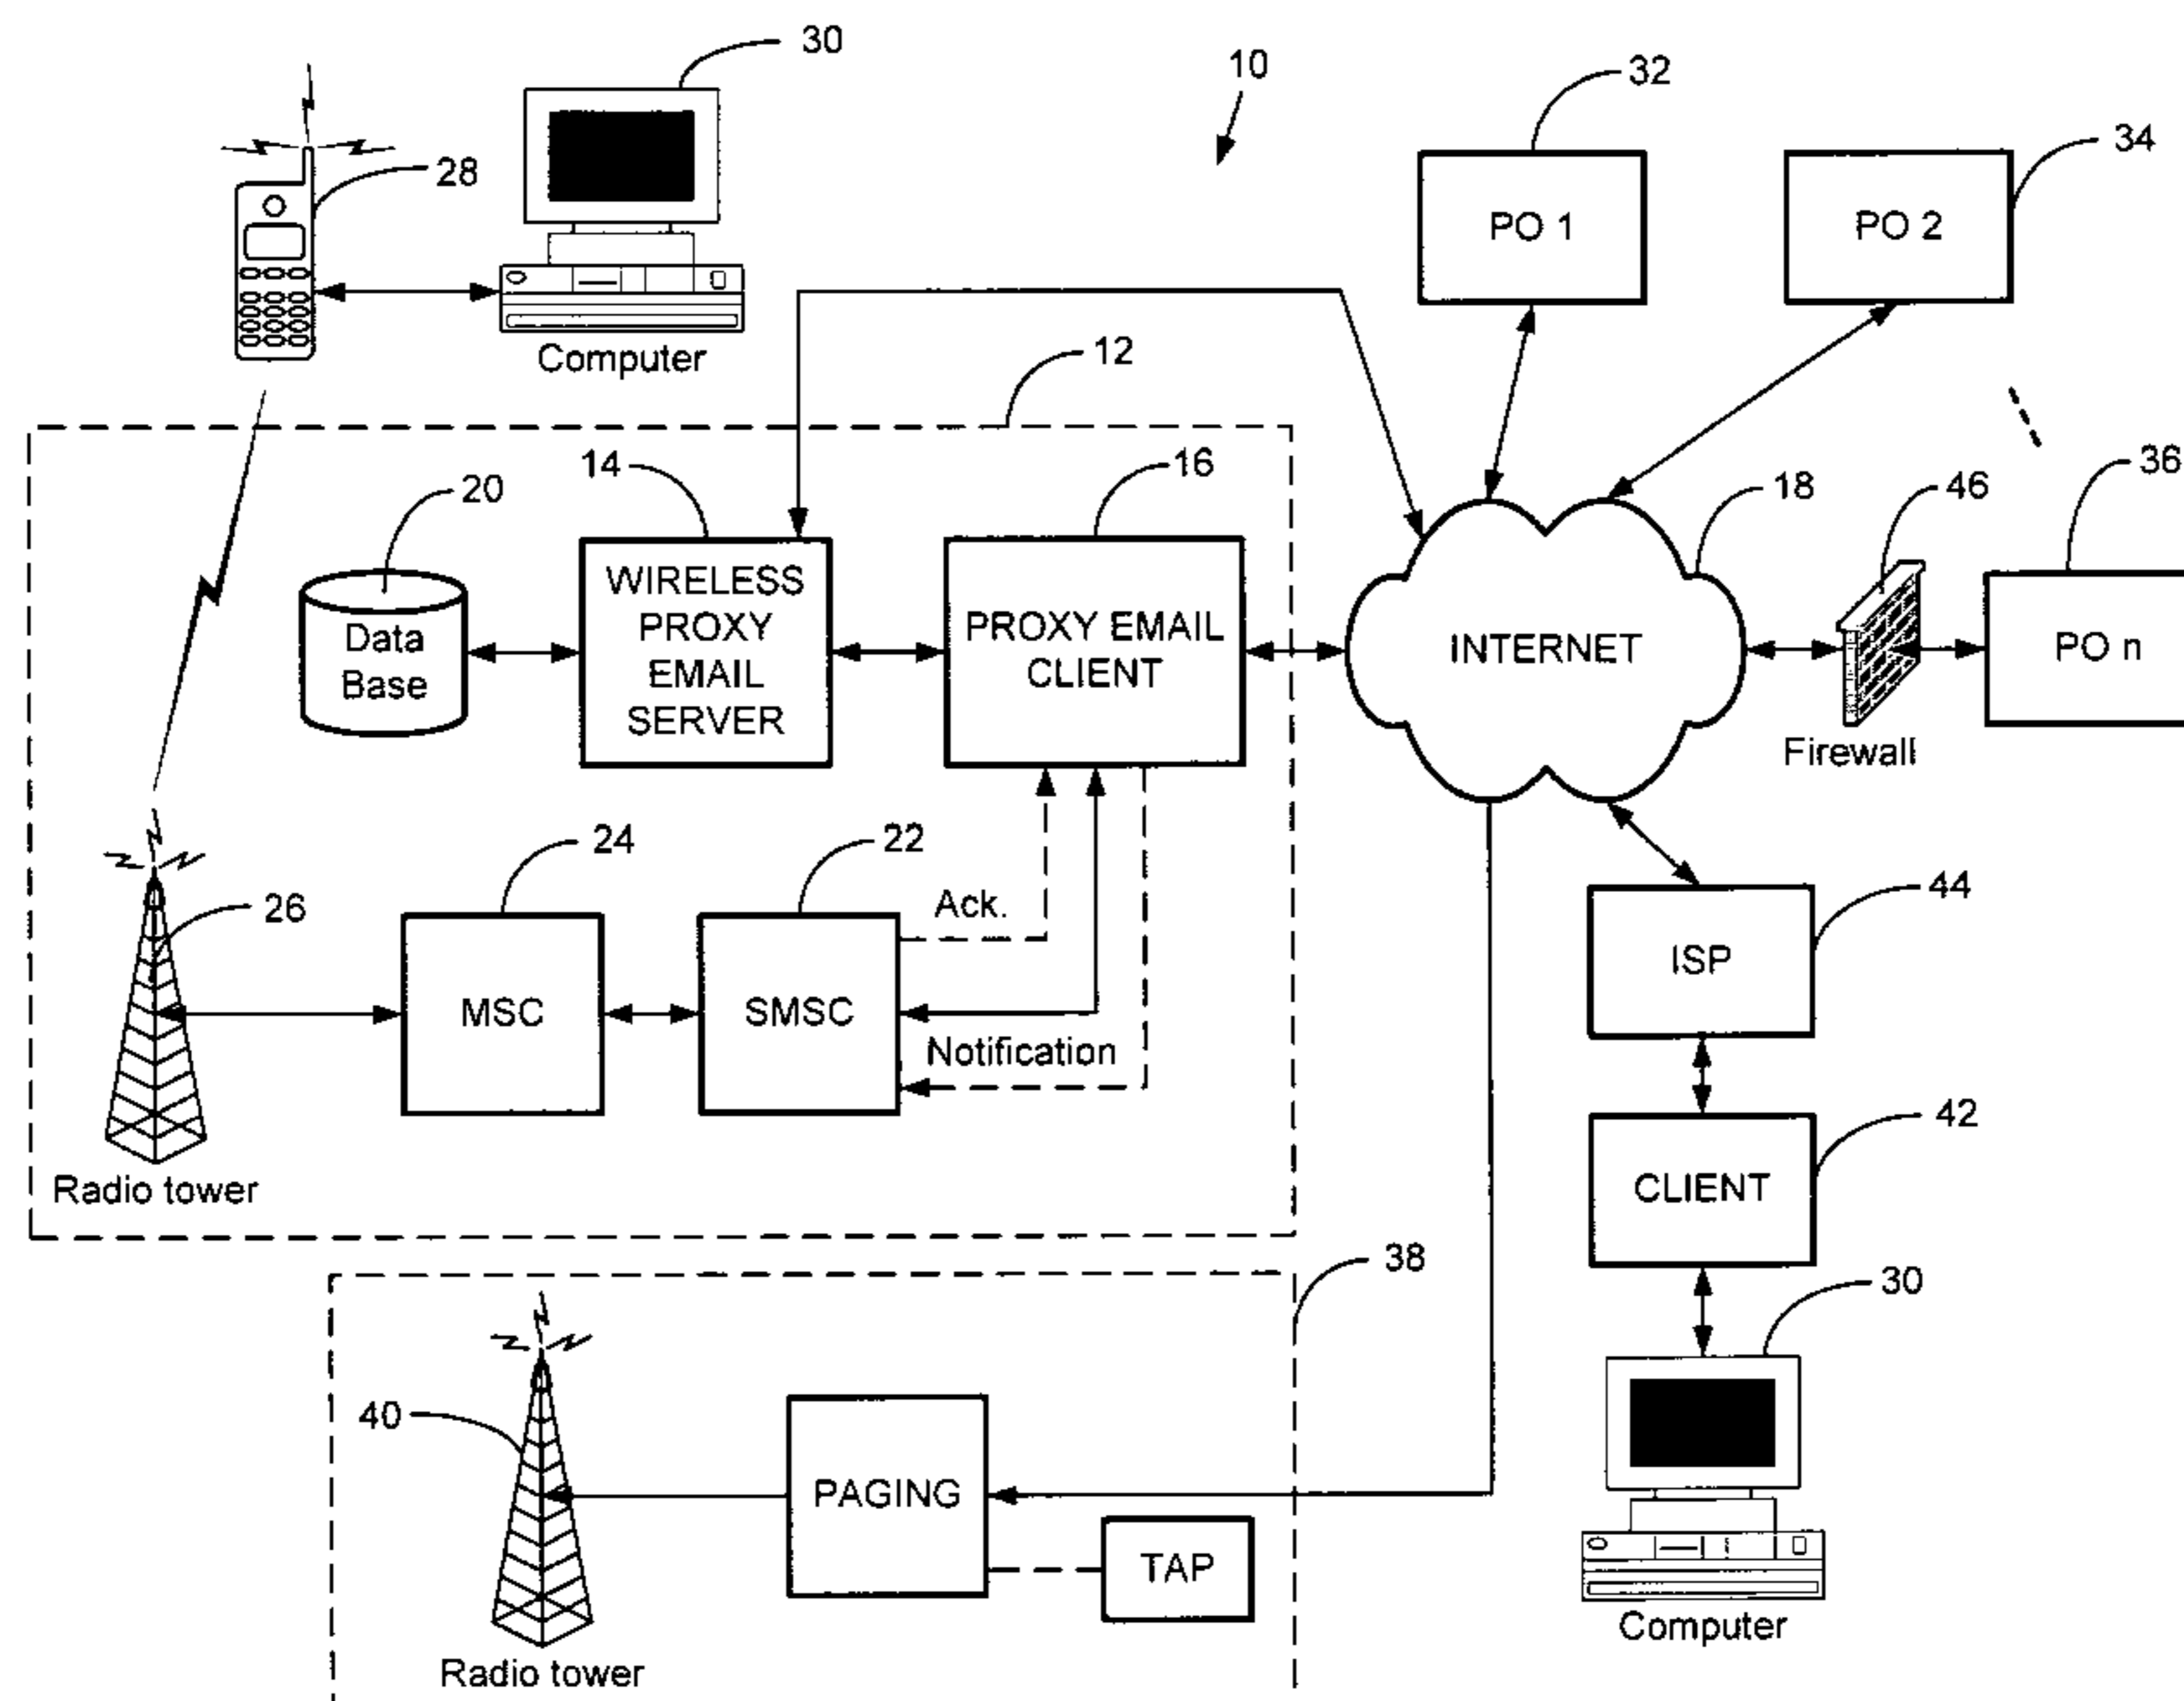 30
10
32
34
28
PO 1
PO 2
Computer
12
14
16
20
18
46
36
WIRELESS
PROXY
EMAIL
SERVER
PROXY EMAIL
CLIENT
Data
Base
INTERNET
PO n
Firewall
24
22
26
Ack.
44
MSC
SMSC
ISP
Notification
42
Radio tower
CLIENT
38
30
40
PAGING
TAP
Computer
Radio tower